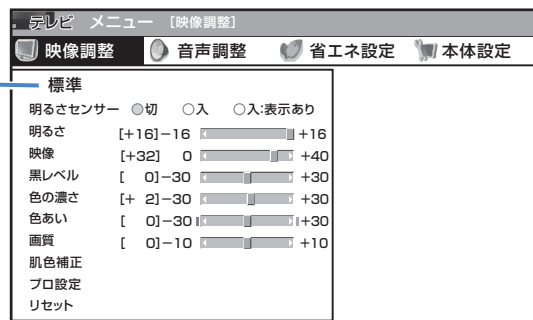 テレビ メニュー [映像調整]
映像調整 音声調整 省エネ設定 本体設定
標準
明るさセンサー 切 入 入:表示あり
明るさ [+16]−16 +16
映像 [+32] 0 +40
黒レベル [ 0]−30 +30
色の濃さ [+ 2]−30 +30
色あい [ 0]−30 +30
画質 [ 0]−10 +10
肌色補正
プロ設定
リセット